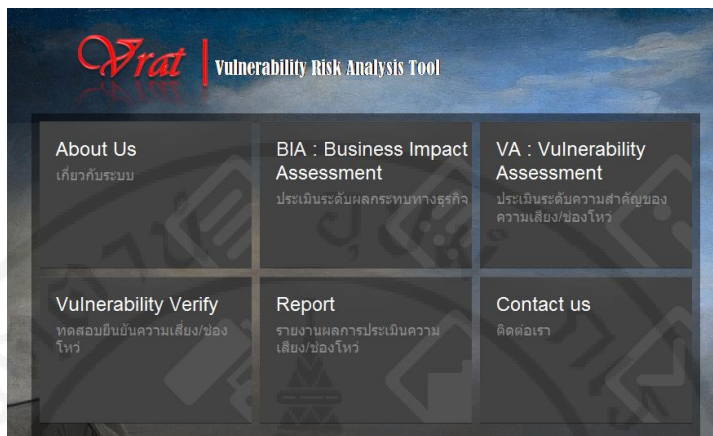 Vrat | Vulnerability Risk Analysis Tool
About Us
เกี่ยวกับระบบ
BIA : Business Impact
Assessment
ประเมินระดับผลกระทบทางธุรกิจ
VA : Vulnerability
Assessment
ประเมินระดับความสำคัญของ
ความเสี่ยง/ช่องโหว่
Vulnerability Verify
ทดสอบยืนยันความเสี่ยง/ช่อง
โหว่
Report
รายงานผลการประเมินความ
เสี่ยง/ช่องโหว่
Contact us
ติดต่อเรา